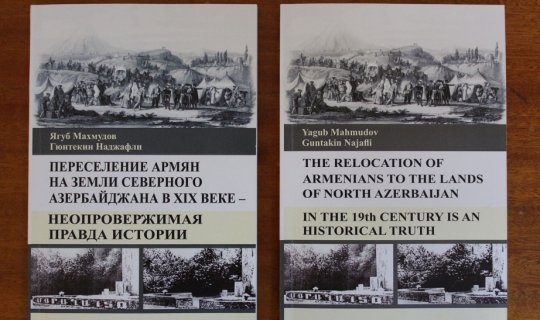 Ягуб Махмудов
Гюнтекин Наджафли
ПЕРЕСЕЛЕНИЕ АРМЯН
НА ЗЕМЛИ СЕВЕРНОГО
АЗЕРБАЙДЖАНА В XIX ВЕКЕ –
НЕОПРОВЕРЖИМАЯ
ПРАВДА ИСТОРИИ
Yagub Mahmudov
Guntakin Najafli
THE RELOCATION OF
ARMENIANS TO THE LANDS
OF NORTH AZERBAIJAN
IN THE 19th CENTURY IS AN
HISTORICAL TRUTH